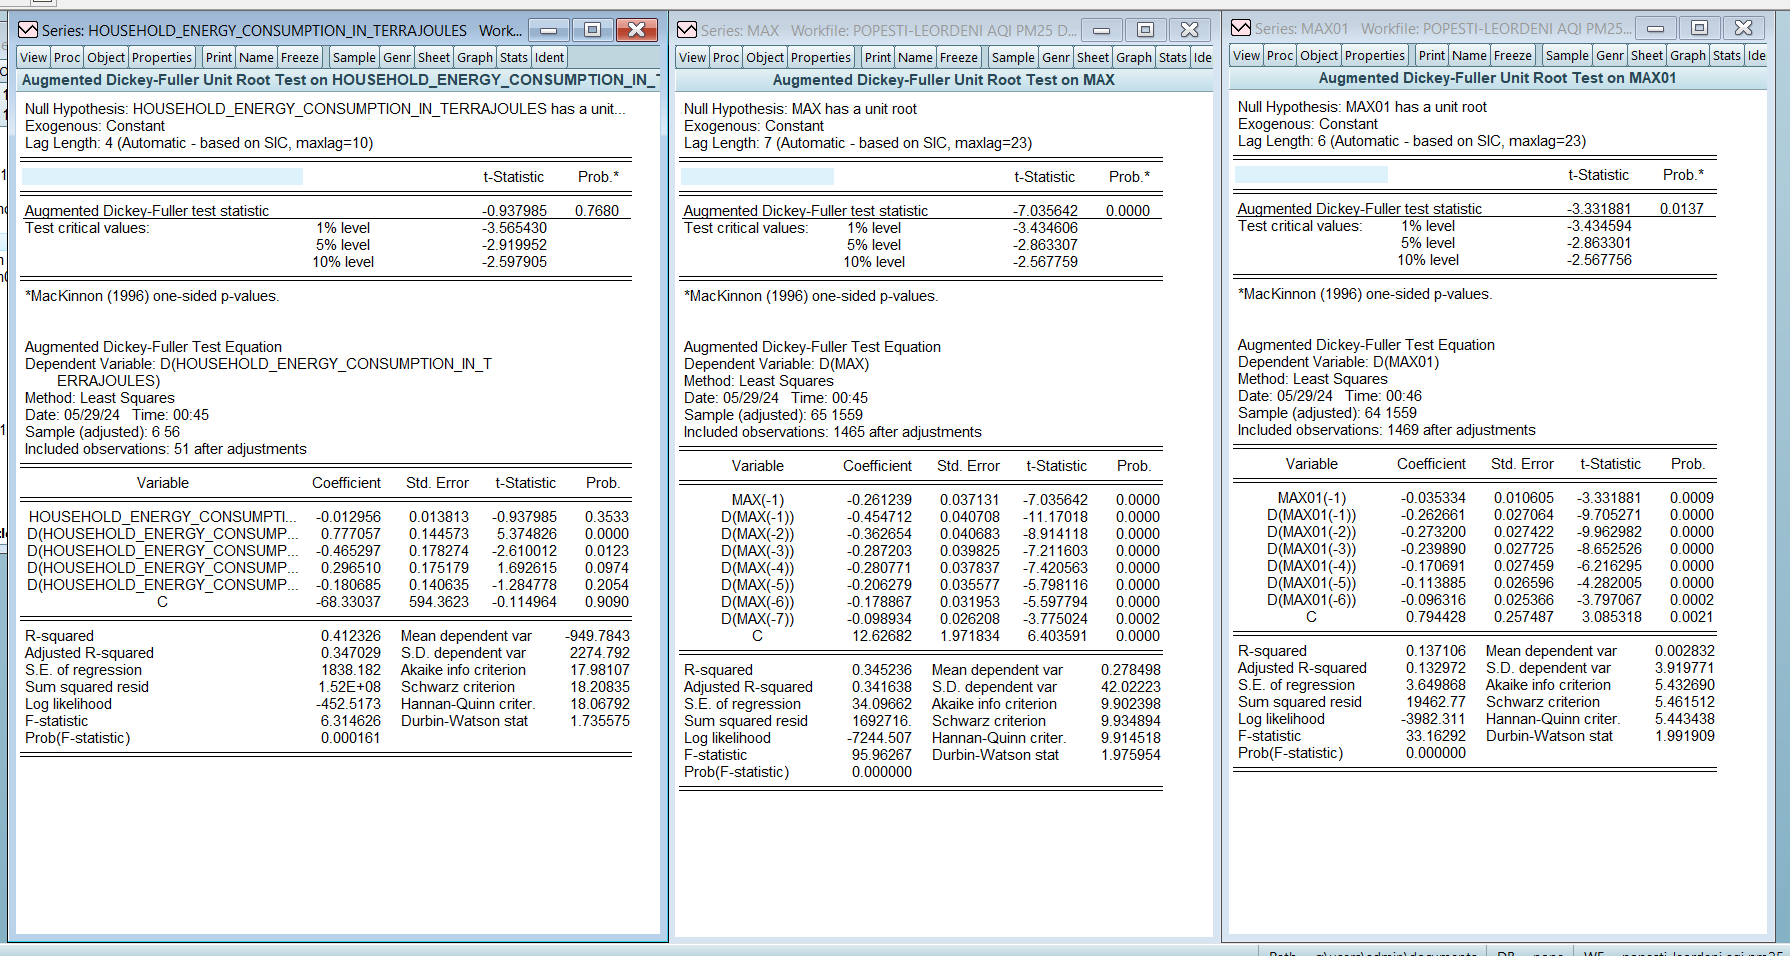 Series: HOUSEHOLD_ENERGY_CONSUMPTION_IN_TERRAJOULES Work...
View Proc Object Properties Print Name Freeze Sample Genr Sheet Graph Stats Ident
Augmented Dickey-Fuller Unit Root Test on HOUSEHOLD_ENERGY_CONSUMPTION_IN_T
Null Hypothesis: HOUSEHOLD_ENERGY_CONSUMPTION_IN_TERRAJOULES has a unit...
Exogenous: Constant
Lag Length: 4 (Automatic - based on SIC, maxlag=10)
t-Statistic Prob.*
Augmented Dickey-Fuller test statistic -0.937985 0.7680
Test critical values: 1% level -3.565430
5% level -2.919952
10% level -2.597905
*MacKinnon (1996) one-sided p-values.
Augmented Dickey-Fuller Test Equation
Dependent Variable: D(HOUSEHOLD_ENERGY_CONSUMPTION_IN_T
ERRAJOULES)
Method: Least Squares
Date: 05/29/24 Time: 00:45
Sample (adjusted): 6 56
Included observations: 51 after adjustments
Variable Coefficient Std. Error t-Statistic Prob.
HOUSEHOLD_ENERGY_CONSUMPTI... -0.012956 0.013813 -0.937985 0.3533
D(HOUSEHOLD_ENERGY_CONSUMP... 0.777057 0.144573 5.374826 0.0000
D(HOUSEHOLD_ENERGY_CONSUMP... -0.465297 0.178274 -2.610012 0.0123
D(HOUSEHOLD_ENERGY_CONSUMP... 0.296510 0.175179 1.692615 0.0974
D(HOUSEHOLD_ENERGY_CONSUMP... -0.180685 0.140635 -1.284778 0.2054
C -68.33037 594.3623 -0.114964 0.9090
R-squared 0.412326 Mean dependent var -949.7843
Adjusted R-squared 0.347029 S.D. dependent var 2274.792
S.E. of regression 1838.182 Akaike info criterion 17.98107
Sum squared resid 1.52E+08 Schwarz criterion 18.20835
Log likelihood -452.5173 Hannan-Quinn criter. 18.06792
F-statistic 6.314626 Durbin-Watson stat 1.735575
Prob(F-statistic) 0.000161
Series: MAX Workfile: POPESTI-LEORDENI AQI PM25 D...
View Proc Object Properties Print Name Freeze Sample Genr Sheet Graph Stats Ide
Augmented Dickey-Fuller Unit Root Test on MAX
Null Hypothesis: MAX has a unit root
Exogenous: Constant
Lag Length: 7 (Automatic - based on SIC, maxlag=23)
t-Statistic Prob.*
Augmented Dickey-Fuller test statistic -7.035642 0.0000
Test critical values: 1% level -3.434606
5% level -2.863307
10% level -2.567759
*MacKinnon (1996) one-sided p-values.
Augmented Dickey-Fuller Test Equation
Dependent Variable: D(MAX)
Method: Least Squares
Date: 05/29/24 Time: 00:45
Sample (adjusted): 65 1559
Included observations: 1465 after adjustments
Variable Coefficient Std. Error t-Statistic Prob.
MAX(-1) -0.261239 0.037131 -7.035642 0.0000
D(MAX(-1)) -0.454712 0.040708 -11.17018 0.0000
D(MAX(-2)) -0.362654 0.040683 -8.914118 0.0000
D(MAX(-3)) -0.287203 0.039825 -7.211603 0.0000
D(MAX(-4)) -0.280771 0.037837 -7.420563 0.0000
D(MAX(-5)) -0.206279 0.035577 -5.798116 0.0000
D(MAX(-6)) -0.178867 0.031953 -5.597794 0.0000
D(MAX(-7)) -0.098934 0.026208 -3.775024 0.0002
C 12.62682 1.971834 6.403591 0.0000
R-squared 0.345236 Mean dependent var 0.278498
Adjusted R-squared 0.341638 S.D. dependent var 42.02223
S.E. of regression 34.09662 Akaike info criterion 9.902398
Sum squared resid 1692716. Schwarz criterion 9.934894
Log likelihood -7244.507 Hannan-Quinn criter. 9.914518
F-statistic 95.96267 Durbin-Watson stat 1.975954
Prob(F-statistic) 0.000000
Series: MAX01 Workfile: POPESTI-LEORDENI AQI PM25...
View Proc Object Properties Print Name Freeze Sample Genr Sheet Graph Stats Ide
Augmented Dickey-Fuller Unit Root Test on MAX01
Null Hypothesis: MAX01 has a unit root
Exogenous: Constant
Lag Length: 6 (Automatic - based on SIC, maxlag=23)
t-Statistic Prob.*
Augmented Dickey-Fuller test statistic -3.331881 0.0137
Test critical values: 1% level -3.434594
5% level -2.863301
10% level -2.567756
*MacKinnon (1996) one-sided p-values.
Augmented Dickey-Fuller Test Equation
Dependent Variable: D(MAX01)
Method: Least Squares
Date: 05/29/24 Time: 00:46
Sample (adjusted): 64 1559
Included observations: 1469 after adjustments
Variable Coefficient Std. Error t-Statistic Prob.
MAX01(-1) -0.035334 0.010605 -3.331881 0.0009
D(MAX01(-1)) -0.262661 0.027064 -9.705271 0.0000
D(MAX01(-2)) -0.273200 0.027422 -9.962982 0.0000
D(MAX01(-3)) -0.239890 0.027725 -8.652526 0.0000
D(MAX01(-4)) -0.170691 0.027459 -6.216295 0.0000
D(MAX01(-5)) -0.113885 0.026596 -4.282005 0.0000
D(MAX01(-6)) -0.096316 0.025366 -3.797067 0.0002
C 0.794428 0.257487 3.085318 0.0021
R-squared 0.137106 Mean dependent var 0.002832
Adjusted R-squared 0.132972 S.D. dependent var 3.919771
S.E. of regression 3.649868 Akaike info criterion 5.432690
Sum squared resid 19462.77 Schwarz criterion 5.461512
Log likelihood -3982.311 Hannan-Quinn criter. 5.443438
F-statistic 33.16292 Durbin-Watson stat 1.991909
Prob(F-statistic) 0.000000